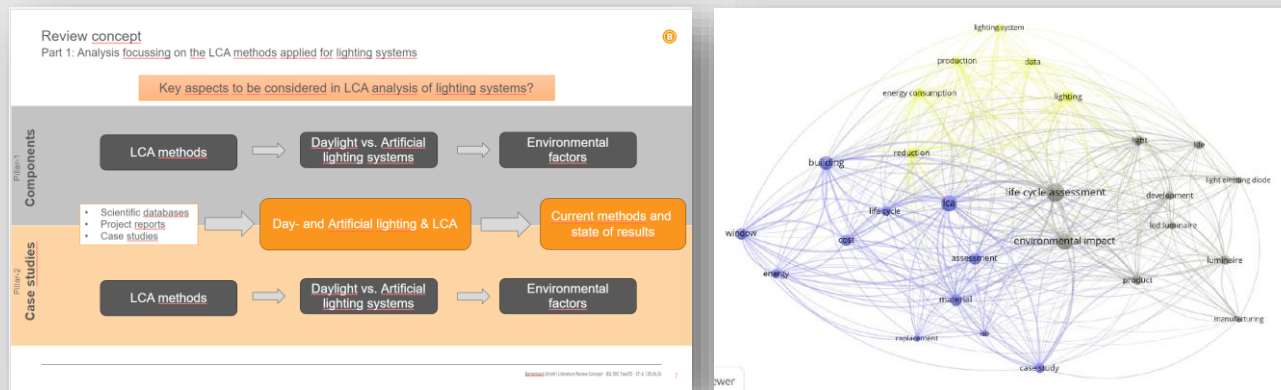 Review concept
Part 1: Analysis focussing on the LCA methods applied for lighting systems
B
Key aspects to be considered in LCA analysis of lighting systems?
Pillar-1
Components
LCA methods
Daylight vs. Artificial
lighting systems
Environmental
factors
• Scientific databases
• Project reports
• Case studies
Day- and Artificial lighting & LCA
Current methods and
state of results
Pillar-2
Case studies
LCA methods
Daylight vs. Artificial
lighting systems
Environmental
factors
lighting system
production
data
energy consumption
lighting
light
life
reduction
building
life cycle assessment
light emitting diode
development
lca
life cycle
led luminaire
window
cost
environmental impact
assessment
luminaire
energy
product
material
manufacturing
replacement
case study
ewer